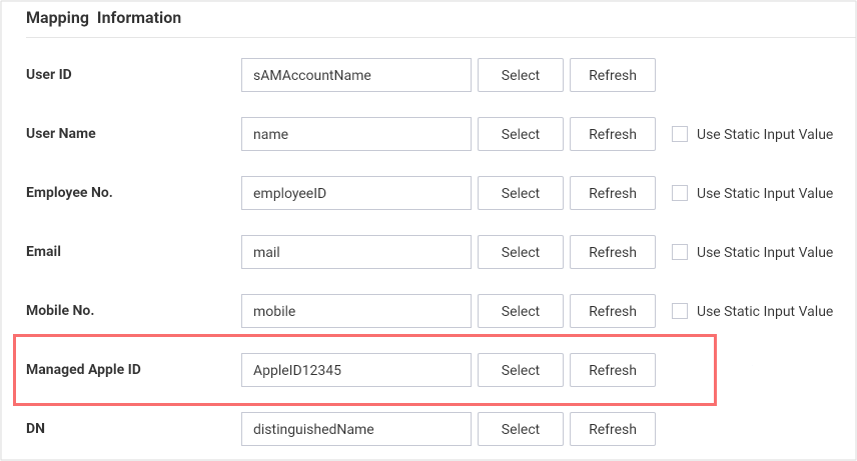 Mapping Information
User ID sAMAccountName Select Refresh
User Name name Select Refresh Use Static Input Value
Employee No. employeeID Select Refresh Use Static Input Value
Email mail Select Refresh Use Static Input Value
Mobile No. mobile Select Refresh Use Static Input Value
Managed Apple ID AppleID12345 Select Refresh
DN distinguishedName Select Refresh